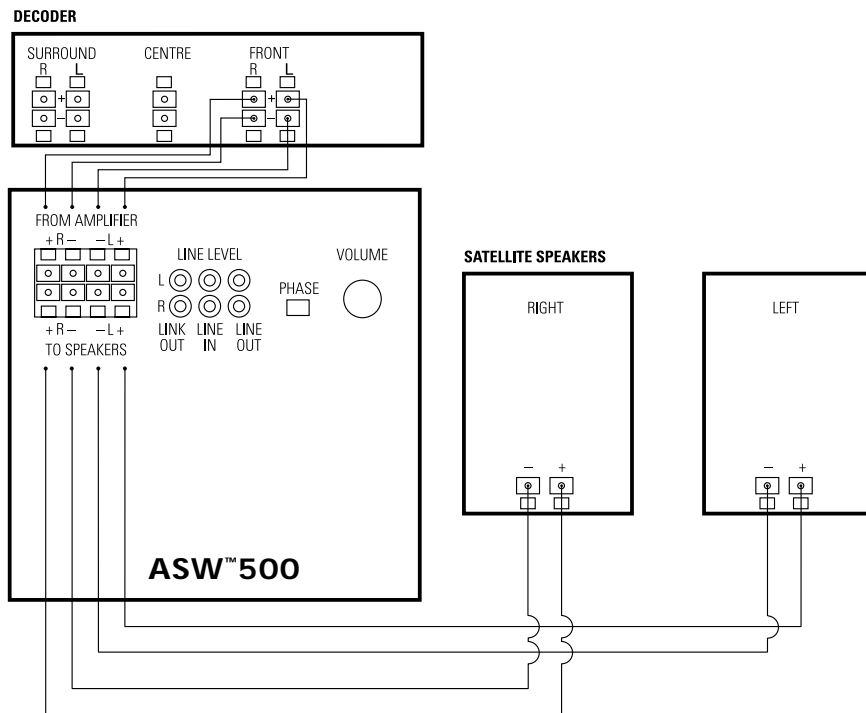 DECODER
SURROUND CENTRE FRONT
R L R L
+ +
− −
FROM AMPLIFIER
+ R − − L +
LINE LEVEL VOLUME
L PHASE
R
LINK LINE LINE
OUT IN OUT
+ R − − L +
TO SPEAKERS
ASW™500
SATELLITE SPEAKERS
RIGHT LEFT
− + − +